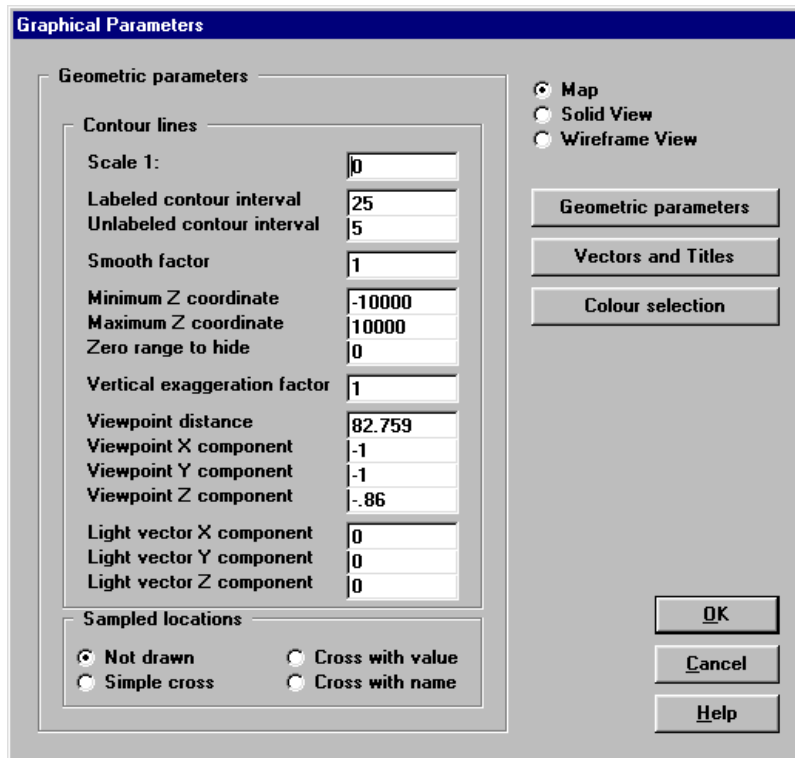 Graphical Parameters
Geometric parameters
Contour lines
Scale 1: 0
Labeled contour interval 25
Unlabeled contour interval 5
Smooth factor 1
Minimum Z coordinate -10000
Maximum Z coordinate 10000
Zero range to hide 0
Vertical exaggeration factor 1
Viewpoint distance 82.759
Viewpoint X component -1
Viewpoint Y component -1
Viewpoint Z component -.86
Light vector X component 0
Light vector Y component 0
Light vector Z component 0
Sampled locations
Not drawn Cross with value
Simple cross Cross with name
Map
Solid View
Wireframe View
Geometric parameters
Vectors and Titles
Colour selection
OK
Cancel
Help